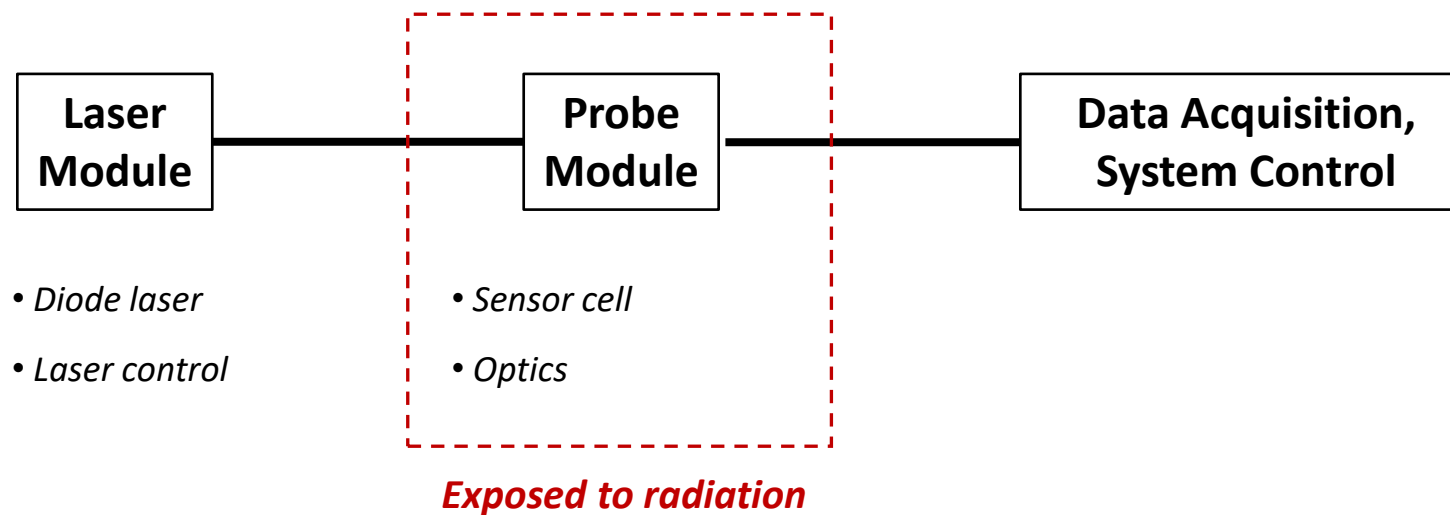 Laser
Module
Probe
Module
Data Acquisition,
System Control
• Diode laser
• Laser control
• Sensor cell
• Optics
Exposed to radiation